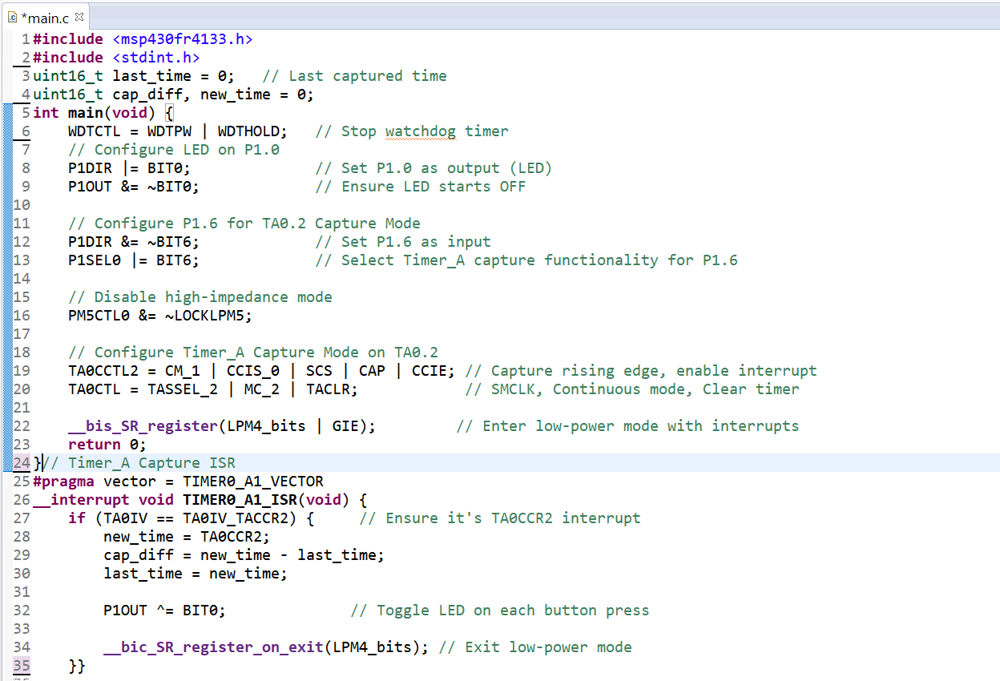 *main.c
1 #include <msp430fr4133.h>
2 #include <stdint.h>
3 uint16_t last_time = 0;   // Last captured time
4 uint16_t cap_diff, new_time = 0;
5 int main(void) {
6     WDTCTL = WDTPW | WDTHOLD;   // Stop watchdog timer
7     // Configure LED on P1.0
8     P1DIR |= BIT0;              // Set P1.0 as output (LED)
9     P1OUT &= ~BIT0;             // Ensure LED starts OFF
10
11     // Configure P1.6 for TA0.2 Capture Mode
12     P1DIR &= ~BIT6;             // Set P1.6 as input
13     P1SEL0 |= BIT6;             // Select Timer_A capture functionality for P1.6
14
15     // Disable high-impedance mode
16     PM5CTL0 &= ~LOCKLPM5;
17
18     // Configure Timer_A Capture Mode on TA0.2
19     TA0CCTL2 = CM_1 | CCIS_0 | SCS | CAP | CCIE; // Capture rising edge, enable interrupt
20     TA0CTL = TASSEL_2 | MC_2 | TACLR;            // SMCLK, Continuous mode, Clear timer
21
22     __bis_SR_register(LPM4_bits | GIE);         // Enter low-power mode with interrupts
23     return 0;
24 }// Timer_A Capture ISR
25 #pragma vector = TIMER0_A1_VECTOR
26 __interrupt void TIMER0_A1_ISR(void) {
27     if (TA0IV == TA0IV_TACCR2) {     // Ensure it's TA0CCR2 interrupt
28         new_time = TA0CCR2;
29         cap_diff = new_time - last_time;
30         last_time = new_time;
31
32         P1OUT ^= BIT0;              // Toggle LED on each button press
33
34         __bic_SR_register_on_exit(LPM4_bits); // Exit low-power mode
35     }}